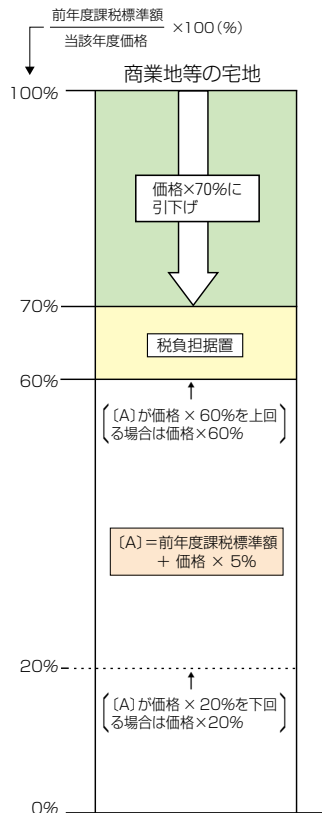 前年度課税標準額
当該年度価格
×100(%)
商業地等の宅地
100%
価格×70%に
引下げ
70%
税負担据置
60%
〔A〕が価格 × 60%を上回
る場合は価格×60%
〔A〕=前年度課税標準額
+ 価格 × 5%
20%
〔A〕が価格 × 20%を下回
る場合は価格×20%
0%